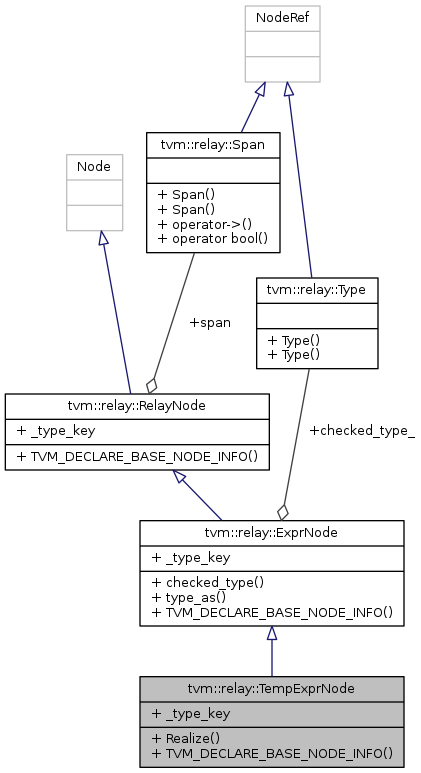 NodeRef
tvm::relay::Span
+ Span()
+ Span()
+ operator->()
+ operator bool()
Node
tvm::relay::Type
+ Type()
+ Type()
+span
tvm::relay::RelayNode
+ _type_key
+ TVM_DECLARE_BASE_NODE_INFO()
+checked_type_
tvm::relay::ExprNode
+ _type_key
+ checked_type()
+ type_as()
+ TVM_DECLARE_BASE_NODE_INFO()
tvm::relay::TempExprNode
+ _type_key
+ Realize()
+ TVM_DECLARE_BASE_NODE_INFO()